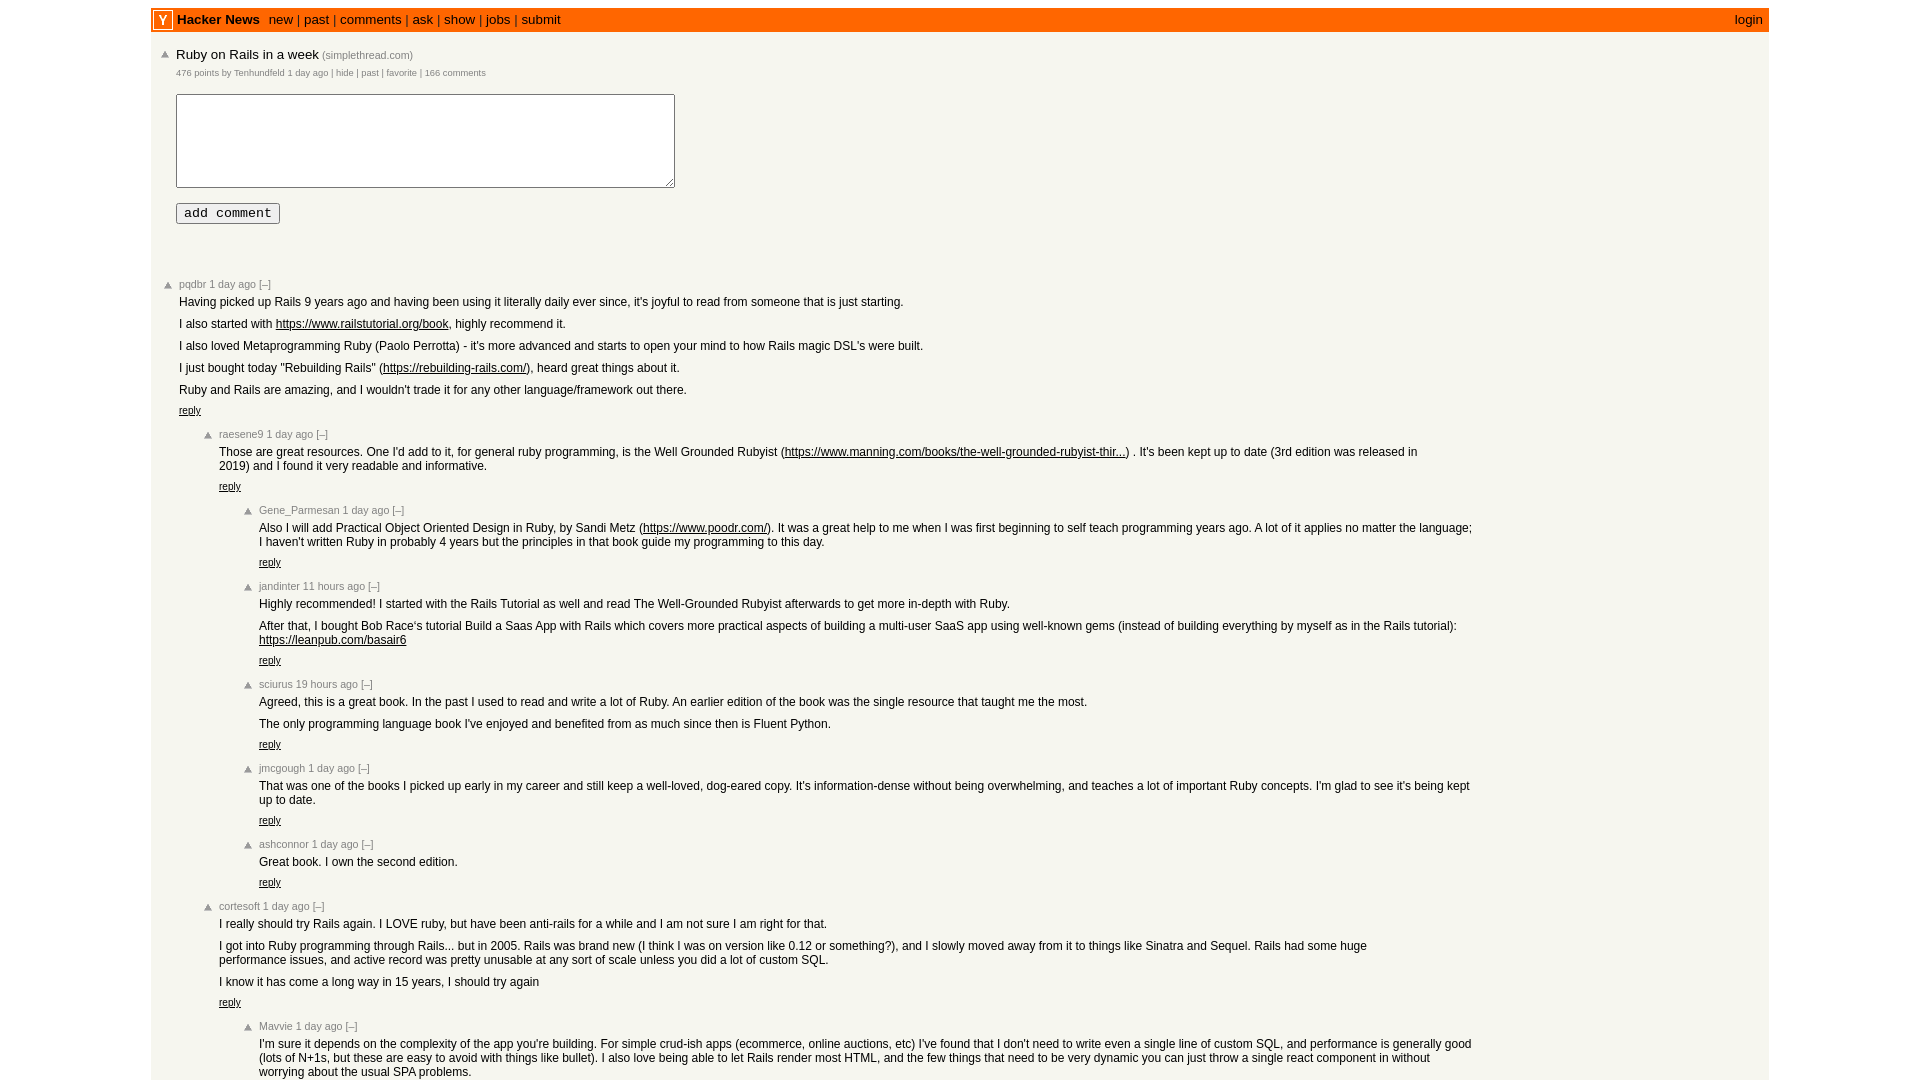 Y Hacker News new | past | comments | ask | show | jobs | submit login
Ruby on Rails in a week (simplethread.com)
476 points by Tenhundfeld 1 day ago | hide | past | favorite | 166 comments
add comment
pqdbr 1 day ago [–]
Having picked up Rails 9 years ago and having been using it literally daily ever since, it's joyful to read from someone that is just starting.
I also started with https://www.railstutorial.org/book, highly recommend it.
I also loved Metaprogramming Ruby (Paolo Perrotta) - it's more advanced and starts to open your mind to how Rails magic DSL's were built.
I just bought today "Rebuilding Rails" (https://rebuilding-rails.com/), heard great things about it.
Ruby and Rails are amazing, and I wouldn't trade it for any other language/framework out there.
reply
raesene9 1 day ago [–]
Those are great resources. One I'd add to it, for general ruby programming, is the Well Grounded Rubyist (https://www.manning.com/books/the-well-grounded-rubyist-thir...) . It's been kept up to date (3rd edition was released in
2019) and I found it very readable and informative.
reply
Gene_Parmesan 1 day ago [–]
Also I will add Practical Object Oriented Design in Ruby, by Sandi Metz (https://www.poodr.com/). It was a great help to me when I was first beginning to self teach programming years ago. A lot of it applies no matter the language;
I haven't written Ruby in probably 4 years but the principles in that book guide my programming to this day.
reply
jandinter 11 hours ago [–]
Highly recommended! I started with the Rails Tutorial as well and read The Well-Grounded Rubyist afterwards to get more in-depth with Ruby.
After that, I bought Bob Race‘s tutorial Build a Saas App with Rails which covers more practical aspects of building a multi-user SaaS app using well-known gems (instead of building everything by myself as in the Rails tutorial):
https://leanpub.com/basair6
reply
sciurus 19 hours ago [–]
Agreed, this is a great book. In the past I used to read and write a lot of Ruby. An earlier edition of the book was the single resource that taught me the most.
The only programming language book I've enjoyed and benefited from as much since then is Fluent Python.
reply
jmcgough 1 day ago [–]
That was one of the books I picked up early in my career and still keep a well-loved, dog-eared copy. It's information-dense without being overwhelming, and teaches a lot of important Ruby concepts. I'm glad to see it's being kept
up to date.
reply
ashconnor 1 day ago [–]
Great book. I own the second edition.
reply
cortesoft 1 day ago [–]
I really should try Rails again. I LOVE ruby, but have been anti-rails for a while and I am not sure I am right for that.
I got into Ruby programming through Rails... but in 2005. Rails was brand new (I think I was on version like 0.12 or something?), and I slowly moved away from it to things like Sinatra and Sequel. Rails had some huge
performance issues, and active record was pretty unusable at any sort of scale unless you did a lot of custom SQL.
I know it has come a long way in 15 years, I should try again
reply
Mavvie 1 day ago [–]
I'm sure it depends on the complexity of the app you're building. For simple crud-ish apps (ecommerce, online auctions, etc) I've found that I don't need to write even a single line of custom SQL, and performance is generally good
(lots of N+1s, but these are easy to avoid with things like bullet). I also love being able to let Rails render most HTML, and the few things that need to be very dynamic you can just throw a single react component in without
worrying about the usual SPA problems.